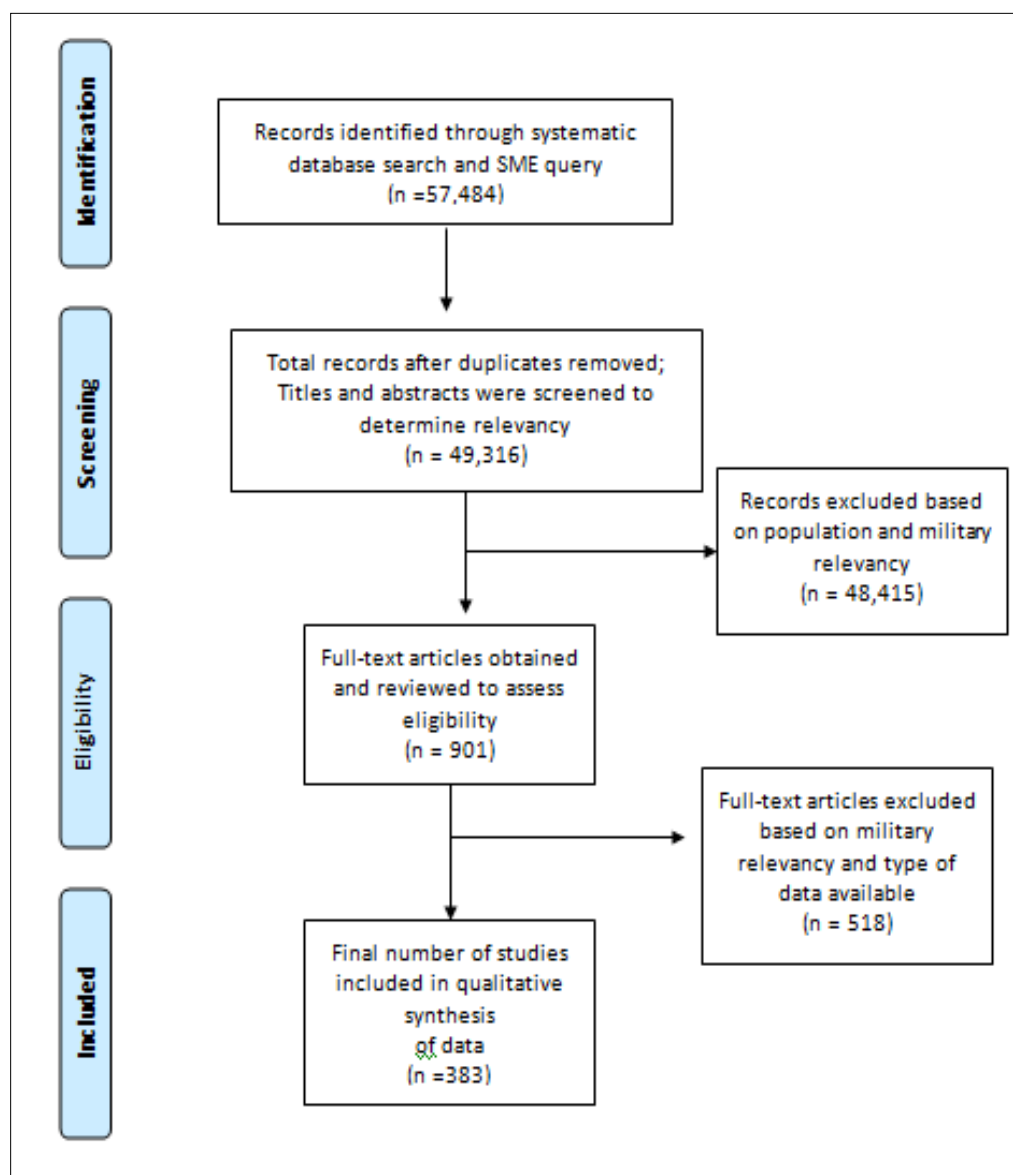 Identification
Records identified through systematic
database search and SME query
(n =57,484)
Screening
Total records after duplicates removed;
Titles and abstracts were screened to
determine relevancy
(n = 49,316)
Records excluded based
on population and military
relevancy
(n = 48,415)
Eligibility
Full-text articles obtained
and reviewed to assess
eligibility
(n = 901)
Full-text articles excluded
based on military
relevancy and type of
data available
(n = 518)
Included
Final number of studies
included in qualitative
synthesis
of data
(n =383)